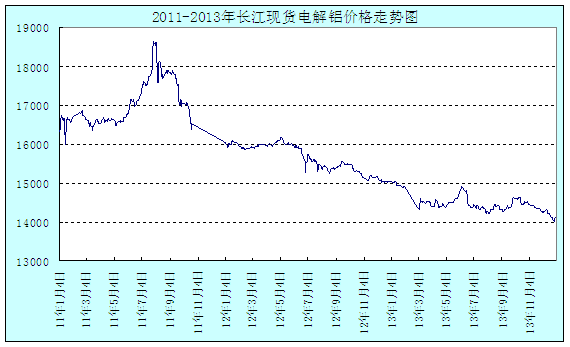 2011-2013年长江现货电解铝价格走势图
19000
18000
17000
16000
15000
14000
13000
11年1月4日
11年3月4日
11年5月4日
11年7月4日
11年9月4日
11年11月4日
12年1月4日
12年3月4日
12年5月4日
12年7月4日
12年9月4日
12年11月4日
13年1月4日
13年3月4日
13年5月4日
13年7月4日
13年9月4日
13年11月4日